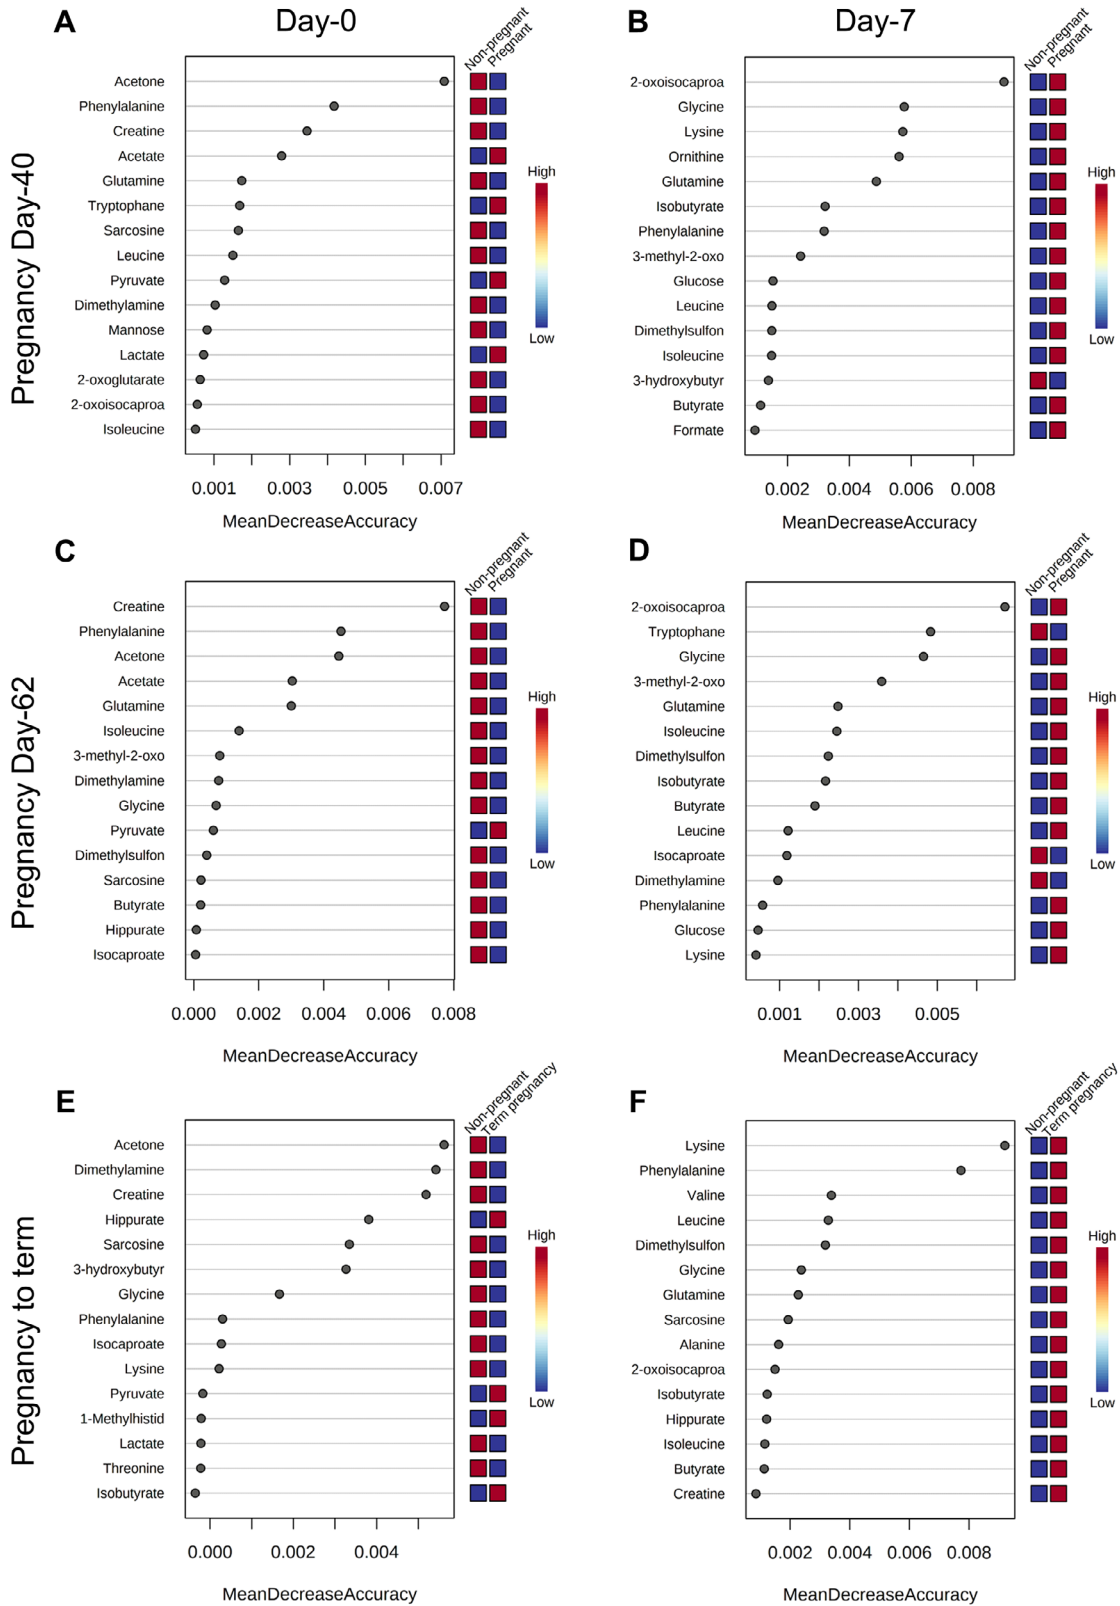 Day-0
Day-7
Pregnancy Day-40
A
Non-pregnant
Pregnant
Acetone
Phenylalanine
Creatine
Acetate
Glutamine
Tryptophane
Sarcosine
Leucine
Pyruvate
Dimethylamine
Mannose
Lactate
2-oxoglutarate
2-oxoisocaproa
Isoleucine
High
Low
0.001 0.003 0.005 0.007
MeanDecreaseAccuracy
B
Non-pregnant
Pregnant
2-oxoisocaproa
Glycine
Lysine
Ornithine
Glutamine
Isobutyrate
Phenylalanine
3-methyl-2-oxo
Glucose
Leucine
Dimethylsulfon
Isoleucine
3-hydroxybutyr
Butyrate
Formate
High
Low
0.002 0.004 0.006 0.008
MeanDecreaseAccuracy
Pregnancy Day-62
C
Non-pregnant
Pregnant
Creatine
Phenylalanine
Acetone
Acetate
Glutamine
Isoleucine
3-methyl-2-oxo
Dimethylamine
Glycine
Pyruvate
Dimethylsulfon
Sarcosine
Butyrate
Hippurate
Isocaproate
High
Low
0.000 0.002 0.004 0.006 0.008
MeanDecreaseAccuracy
D
Non-pregnant
Pregnant
2-oxoisocaproa
Tryptophane
Glycine
3-methyl-2-oxo
Glutamine
Isoleucine
Dimethylsulfon
Isobutyrate
Butyrate
Leucine
Isocaproate
Dimethylamine
Phenylalanine
Glucose
Lysine
High
Low
0.001 0.003 0.005
MeanDecreaseAccuracy
Pregnancy to term
E
Non-pregnant
Term pregnancy
Acetone
Dimethylamine
Creatine
Hippurate
Sarcosine
3-hydroxybutyr
Glycine
Phenylalanine
Isocaproate
Lysine
Pyruvate
1-Methylhistid
Lactate
Threonine
Isobutyrate
High
Low
0.000 0.002 0.004
MeanDecreaseAccuracy
F
Non-pregnant
Term pregnancy
Lysine
Phenylalanine
Valine
Leucine
Dimethylsulfon
Glycine
Glutamine
Sarcosine
Alanine
2-oxoisocaproa
Isobutyrate
Hippurate
Isoleucine
Butyrate
Creatine
High
Low
0.002 0.004 0.006 0.008
MeanDecreaseAccuracy